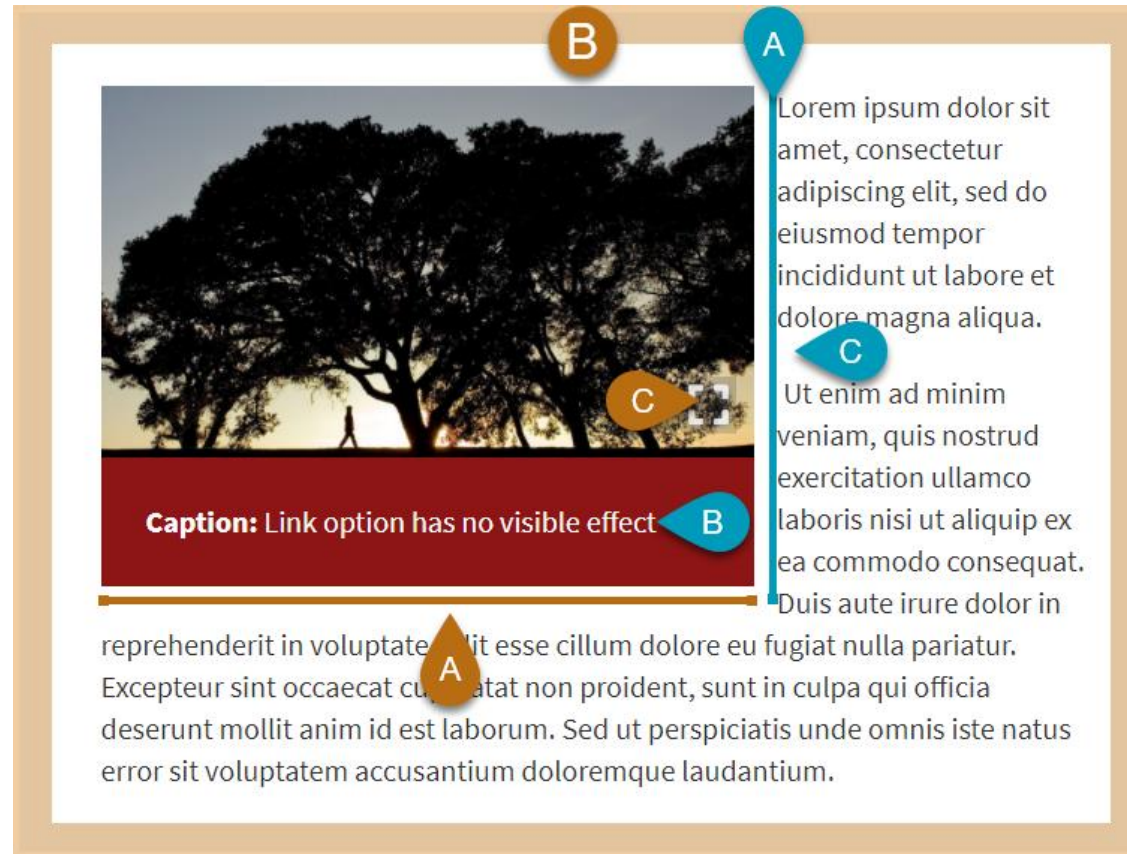 B
A
Lorem ipsum dolor sit
amet, consectetur
adipiscing elit, sed do
eiusmod tempor
incididunt ut labore et
dolore magna aliqua.
C
Ut enim ad minim
C
veniam, quis nostrud
exercitation ullamco
laboris nisi ut aliquip ex
Caption: Link option has no visible effect
B
ea commodo consequat.
Duis aute irure dolor in
reprehenderit in voluptate esse cillum dolore eu fugiat nulla pariatur.
A
Excepteur sint occaecat non proident, sunt in culpa qui officia
deserunt mollit anim id est laborum. Sed ut perspiciatis unde omnis iste natus
error sit voluptatem accusantium doloremque laudantium.